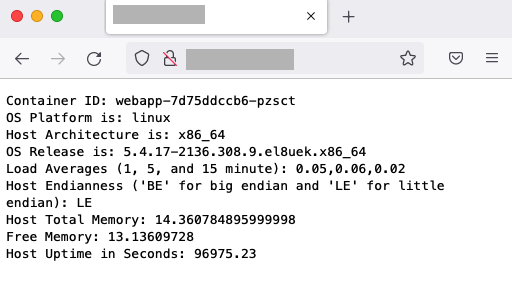 Container ID: webapp-7d75ddccb6-pzsct
OS Platform is: linux
Host Architecture is: x86_64
OS Release is: 5.4.17-2136.308.9.el8uek.x86_64
Load Averages (1, 5, and 15 minute): 0.05,0.06,0.02
Host Endianness ('BE' for big endian and 'LE' for little
endian): LE
Host Total Memory: 14.360784895999998
Free Memory: 13.13609728
Host Uptime in Seconds: 96975.23